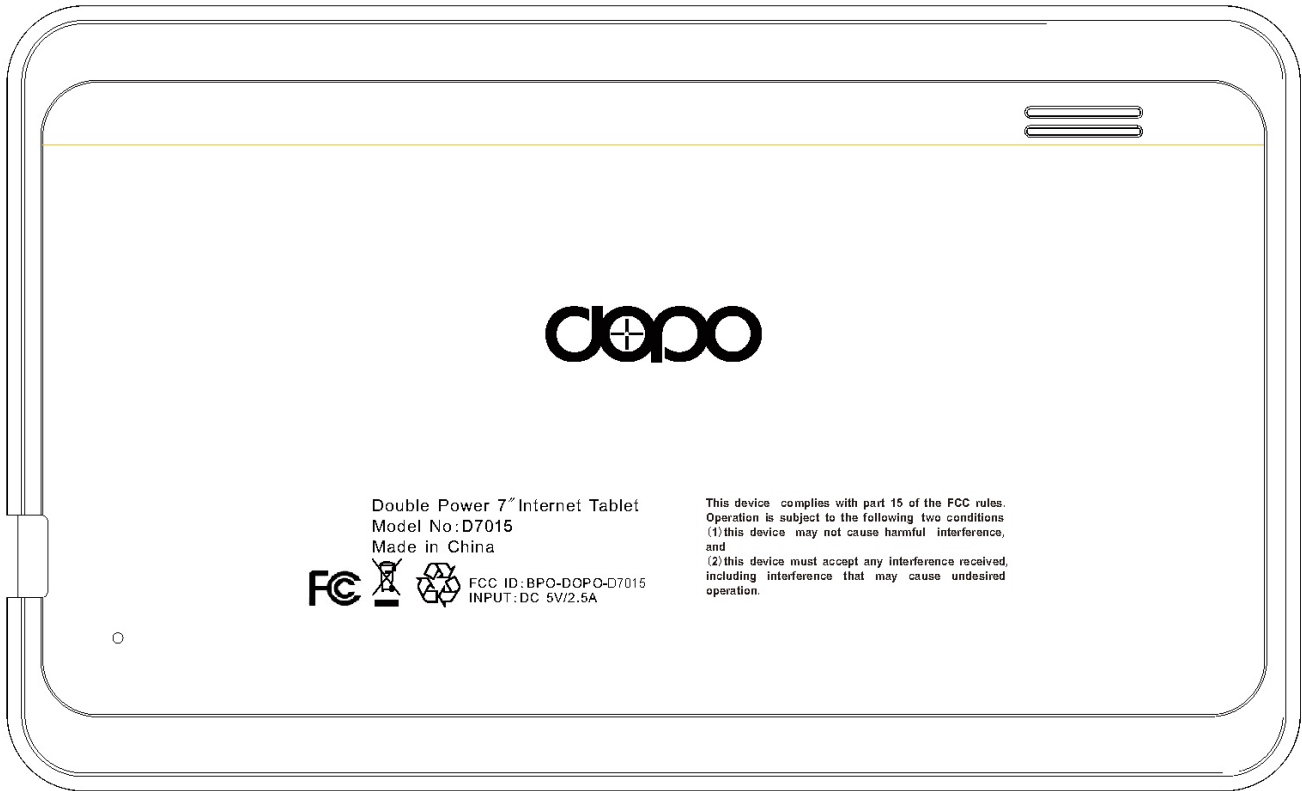 dopo
Double Power 7″Internet Tablet
Model No:D7015
Made in China
FC
FCC ID:BPO-DOPO-D7015
INPUT:DC 5V/2.5A
This device complies with part 15 of the FCC rules.
Operation is subject to the following two conditions
(1)this device may not cause harmful interference,
and
(2)this device must accept any interference received,
including interference that may cause undesired
operation.